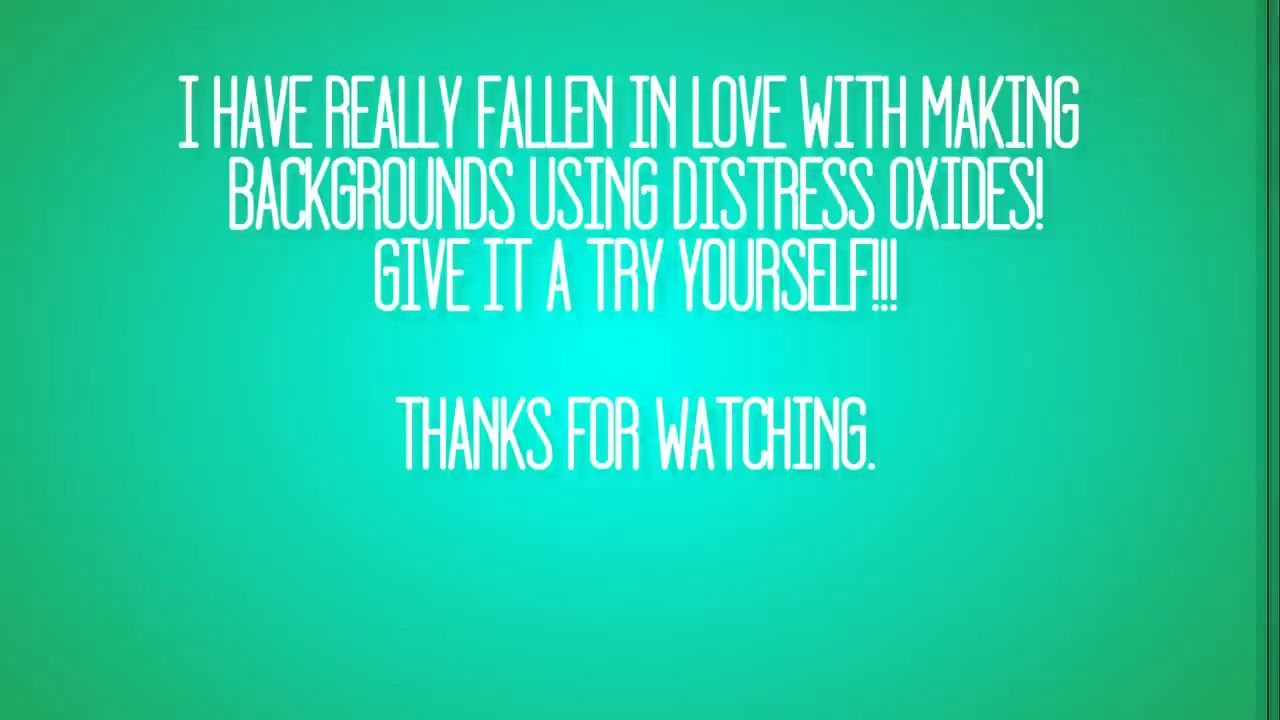 I HAVE REALLY FALLEN IN LOVE WITH MAKING
BACKGROUNDS USING DISTRESS OXIDES!
GIVE IT A TRY YOURSELF!!!
THANKS FOR WATCHING.